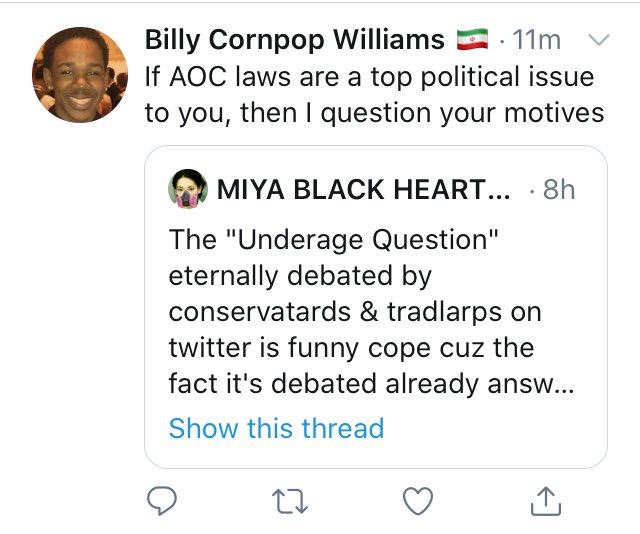 Billy Cornpop Williams 🇮🇷 · 11m
If AOC laws are a top political issue
to you, then I question your motives
MIYA BLACK HEART... · 8h
The "Underage Question"
eternally debated by
conservatards & tradlarps on
twitter is funny cope cuz the
fact it's debated already answ...
Show this thread